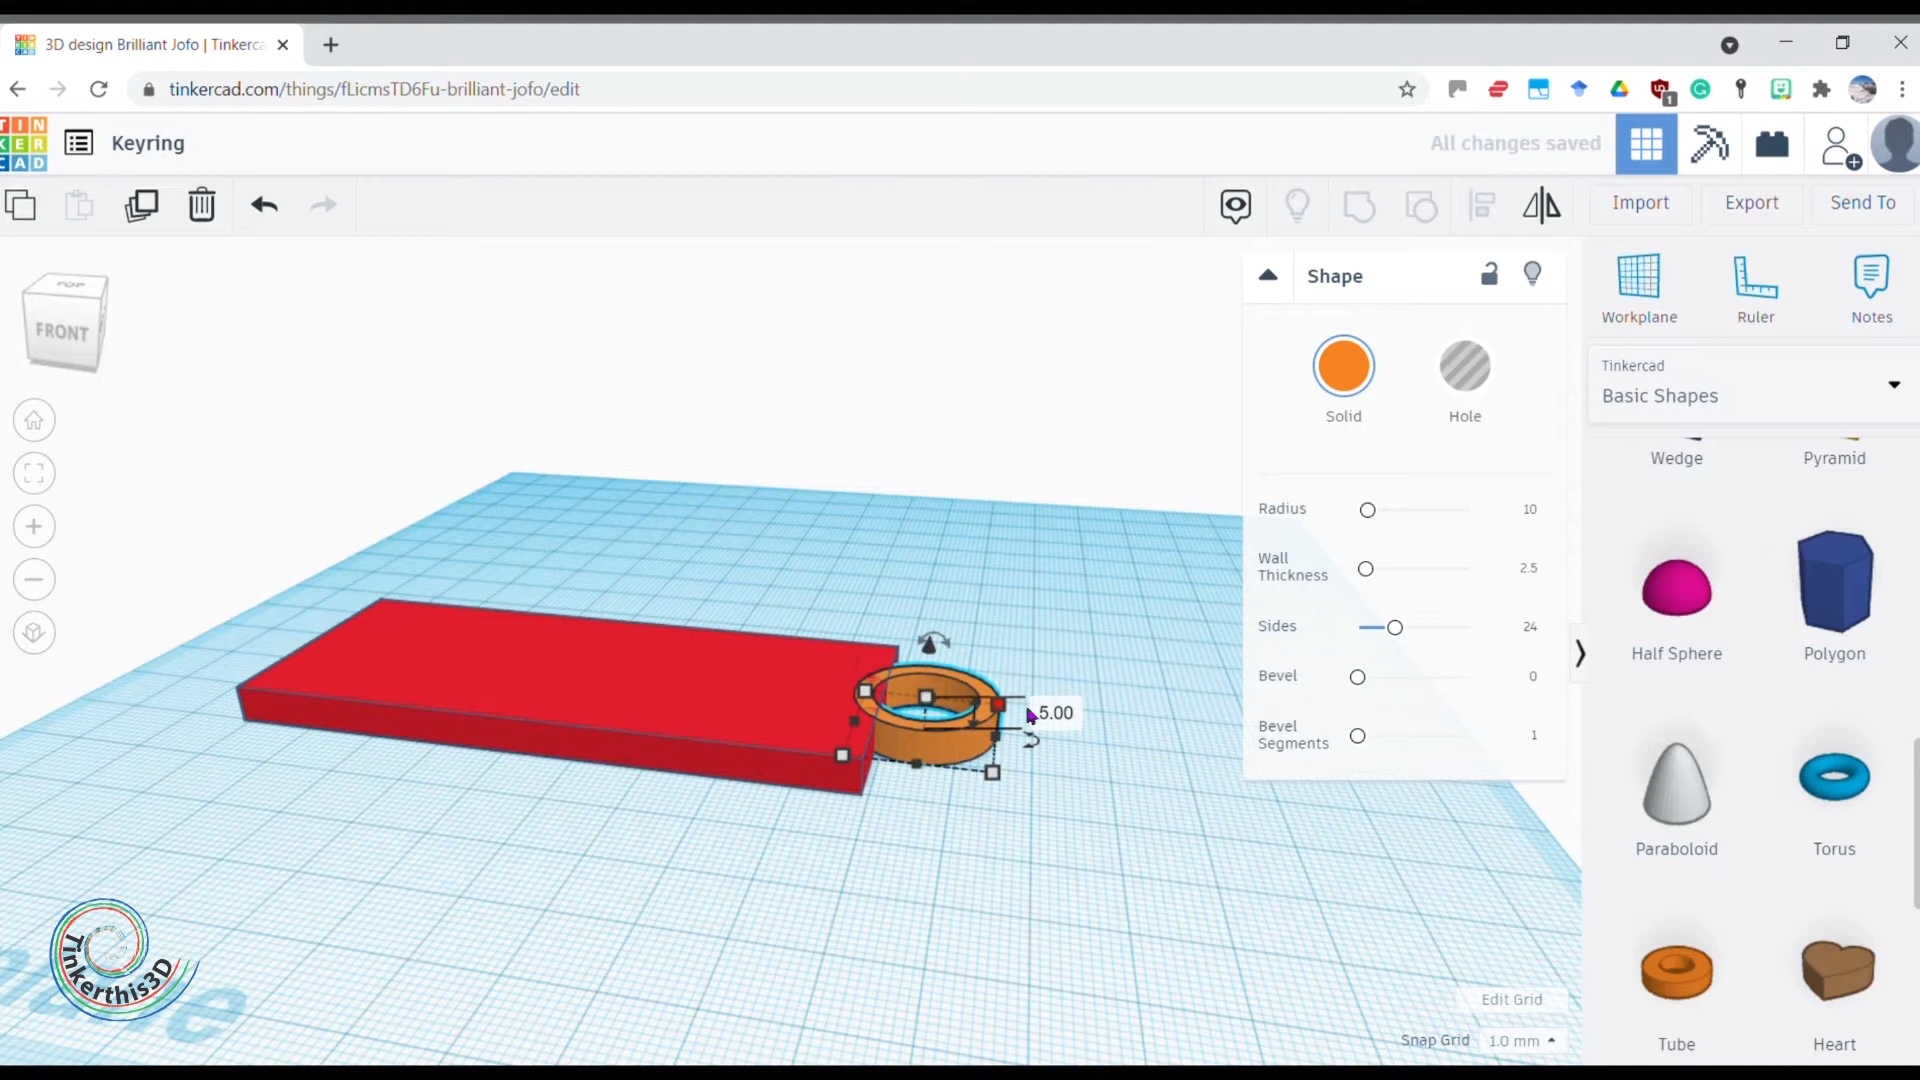 3D design Brilliant Jofo | Tinkerca
tinkercad.com/things/fLicmsTD6Fu-brilliant-jofo/edit
1
TIN
KER
CAD
Keyring
All changes saved
Import
Export
Send To
TOP
FRONT
Shape
Solid
Hole
Radius
10
Wall
Thickness
2.5
Sides
24
Bevel
0
Bevel
Segments
1
5.00
Workplane
Ruler
Notes
Tinkercad
Basic Shapes
Wedge
Pyramid
Half Sphere
Polygon
Paraboloid
Torus
Tube
Heart
Edit Grid
Snap Grid
1.0 mm
Tinkerthis3D